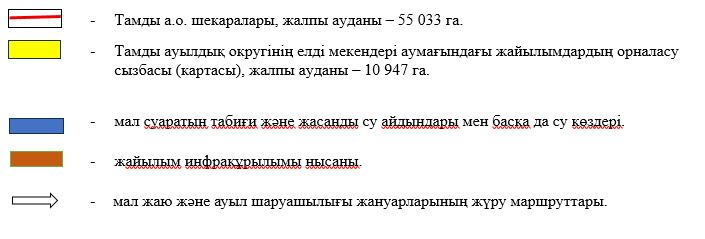 - Тамды а.о. шекаралары, жалпы ауданы – 55 033 га.
- Тамды ауылдық округінің елді мекендері аумағындағы жайылымдардың орналасу
сызбасы (картасы), жалпы ауданы – 10 947 га.
- мал суаратын табиғи және жасанды су айдындары мен басқа да су көздері.
- жайылым инфрақұрылымы нысаны.
- мал жаю және ауыл шаруашылығы жануарларының жүру маршруттары.